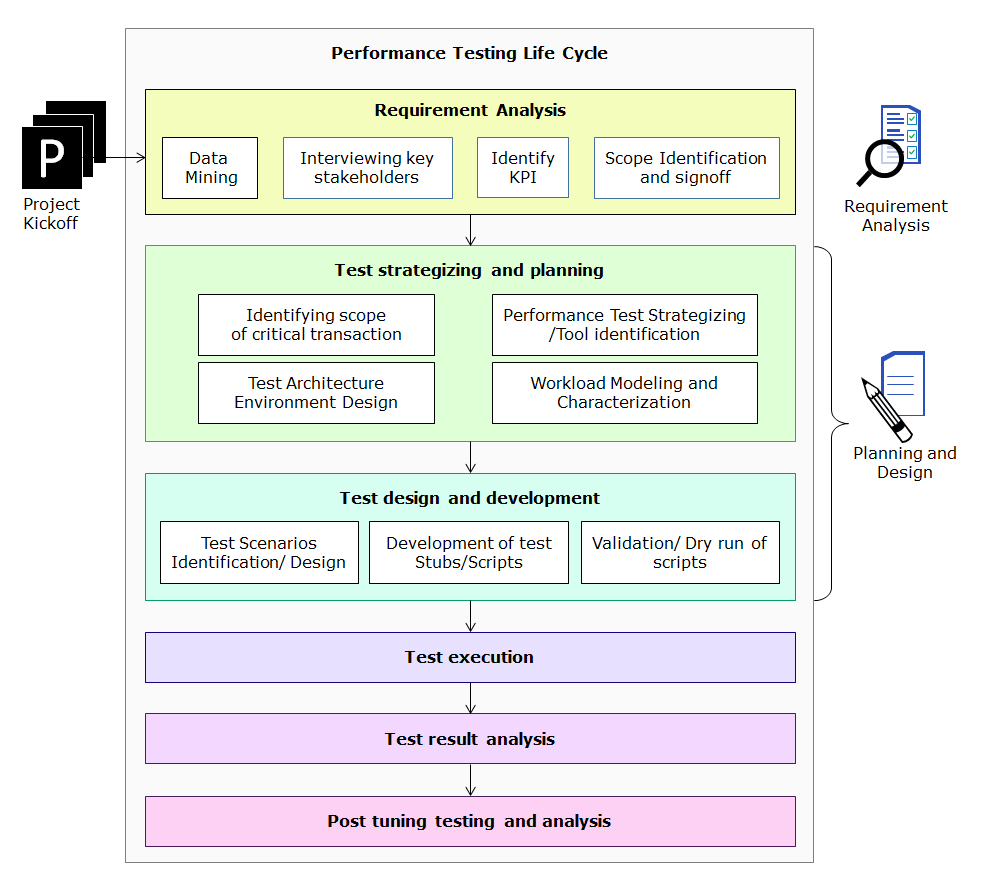 Performance Testing Life Cycle
P
Project
Kickoff
Requirement Analysis
Data
Mining
Interviewing key
stakeholders
Identify
KPI
Scope Identification
and signoff
Requirement
Analysis
Test strategizing and planning
Identifying scope
of critical transaction
Performance Test Strategizing
/Tool identification
Test Architecture
Environment Design
Workload Modeling and
Characterization
Planning and
Design
Test design and development
Test Scenarios
Identification/ Design
Development of test
Stubs/Scripts
Validation/ Dry run of
scripts
Test execution
Test result analysis
Post tuning testing and analysis